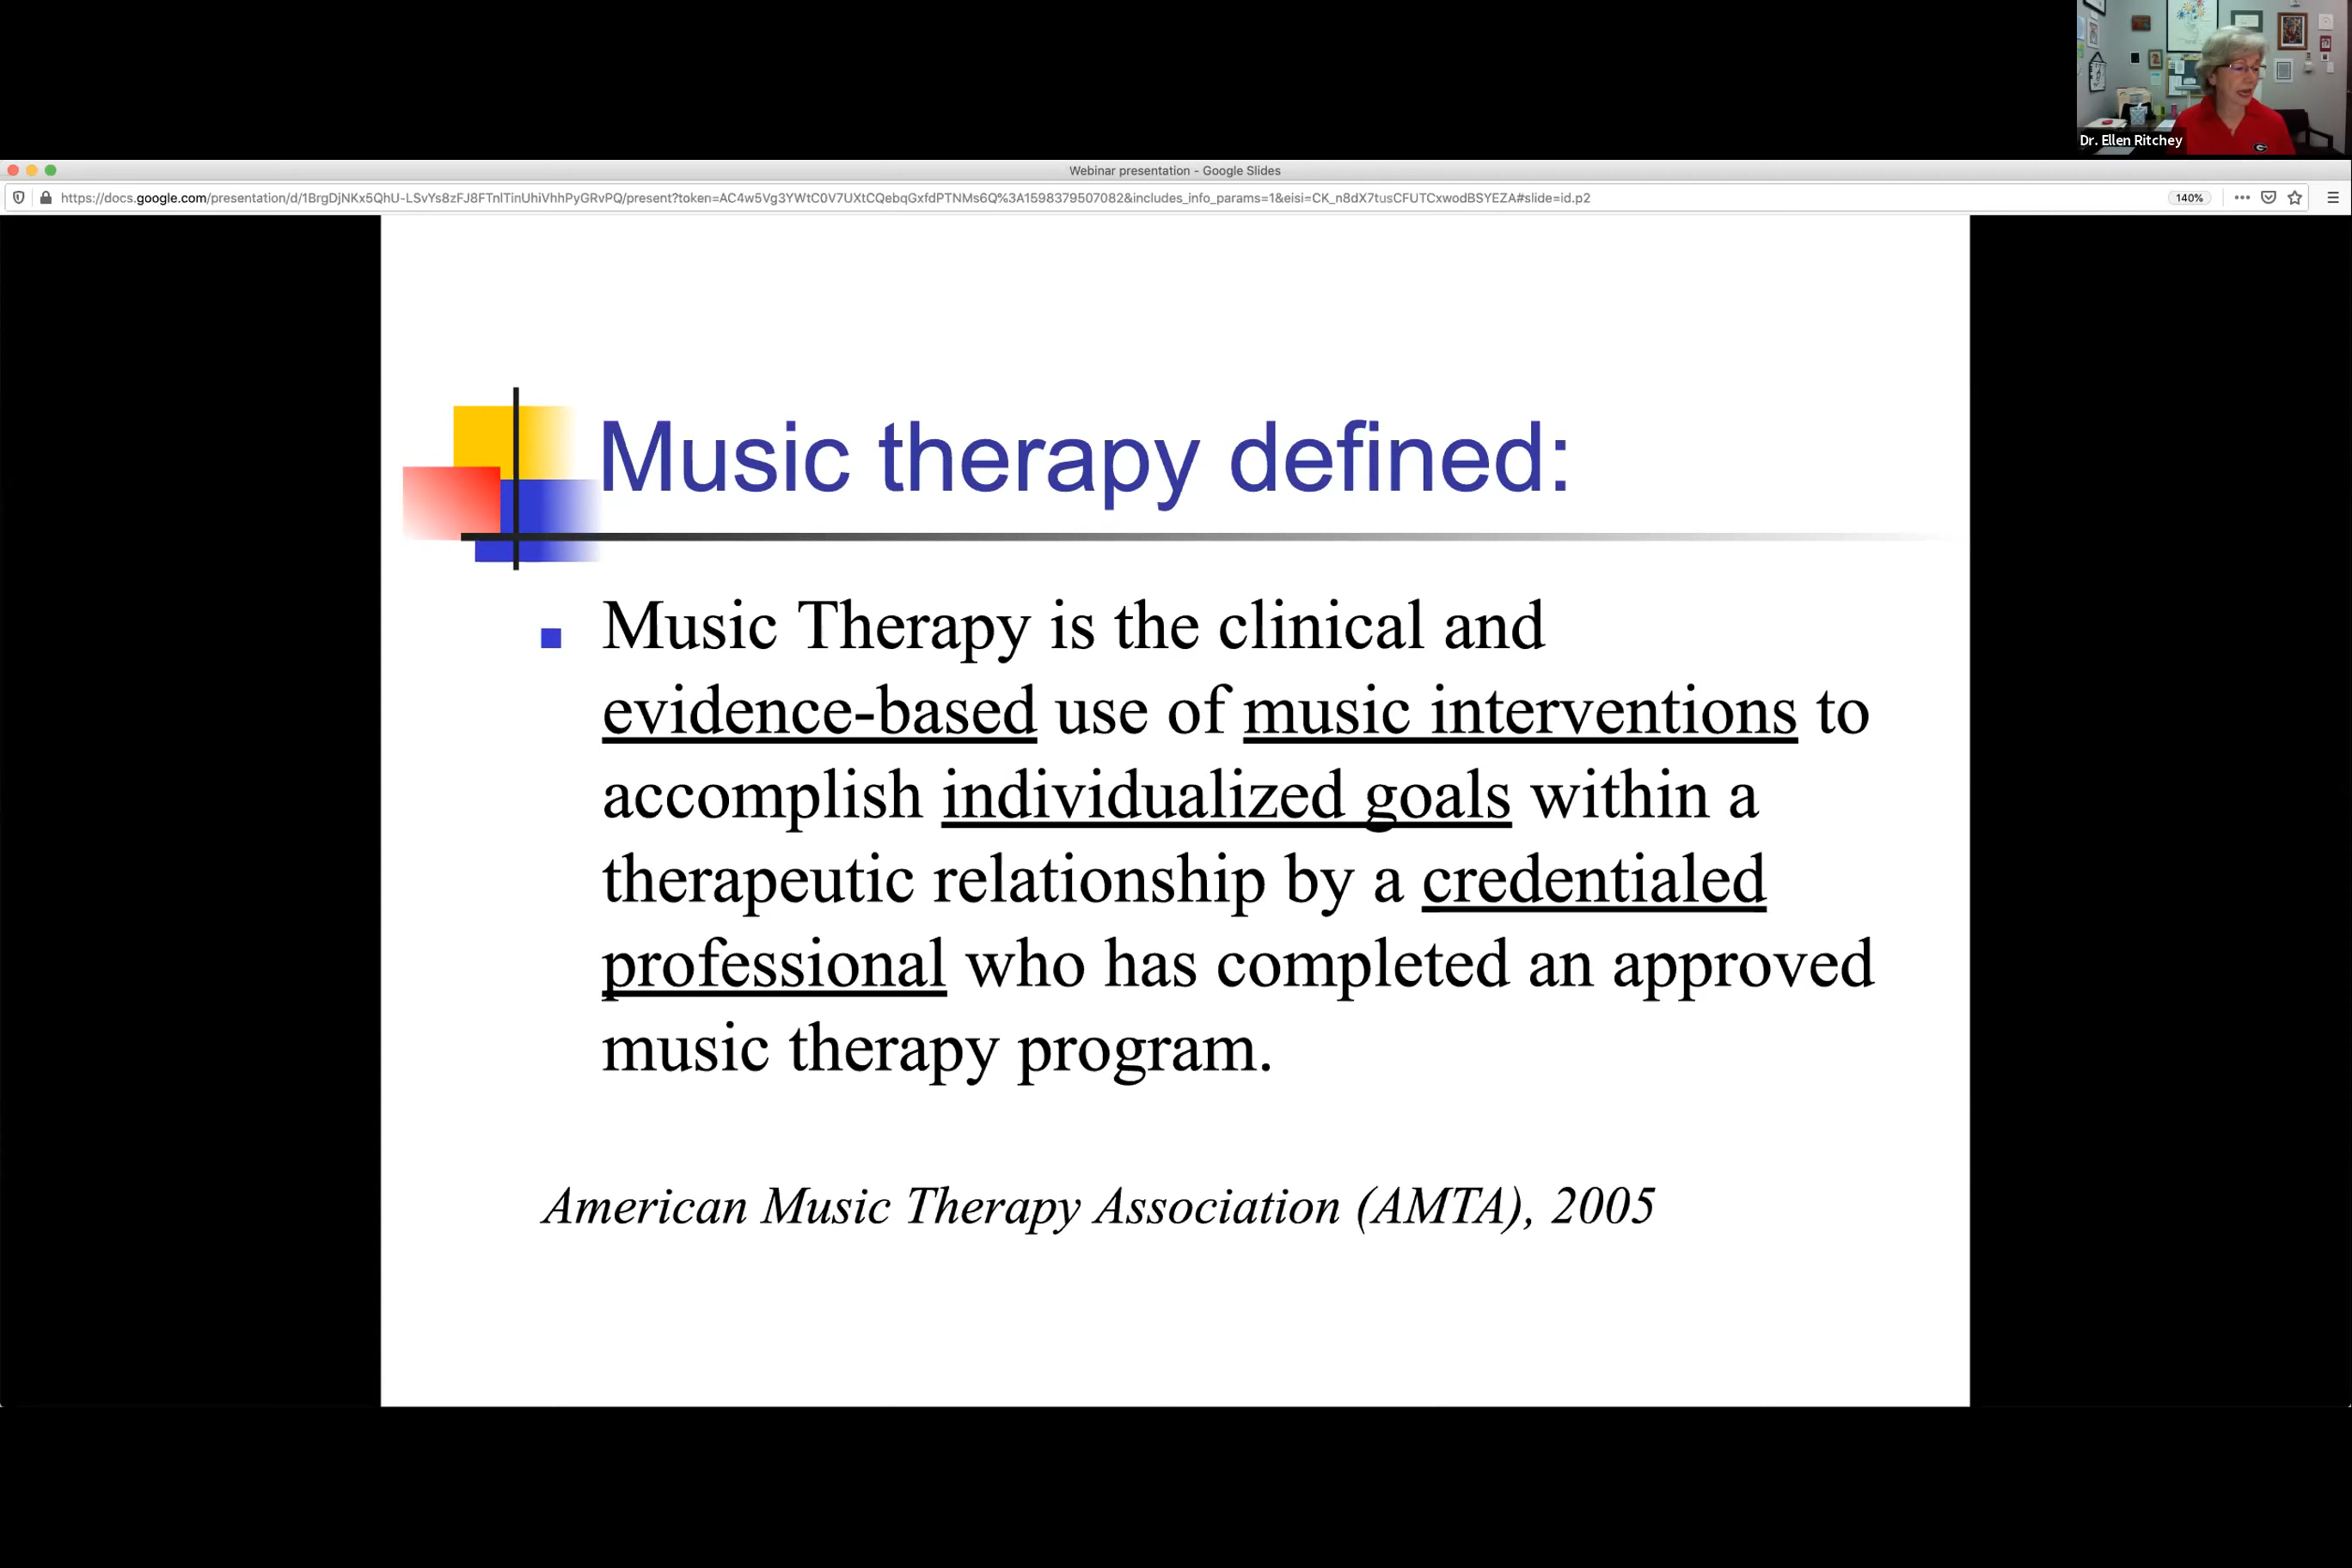 Dr. Ellen Ritchey
Webinar presentation - Google Slides
https://docs.google.com/presentation/d/1BrgDjNKx5QhU-LSvYs8zFJ8FTnlTinUhiVhhPyGRvPQ/present?token=AC4w5Vg3YWtC0V7UXtCQebqGxfdPTNMs6Q%3A1598379507082&includes_info_params=1&eisi=CK_n8dX7tusCFUTCxwodBSYEZA#slide=id.p2
140%
Music therapy defined:
Music Therapy is the clinical and
evidence-based use of music interventions to
accomplish individualized goals within a
therapeutic relationship by a credentialed
professional who has completed an approved
music therapy program.
American Music Therapy Association (AMTA), 2005